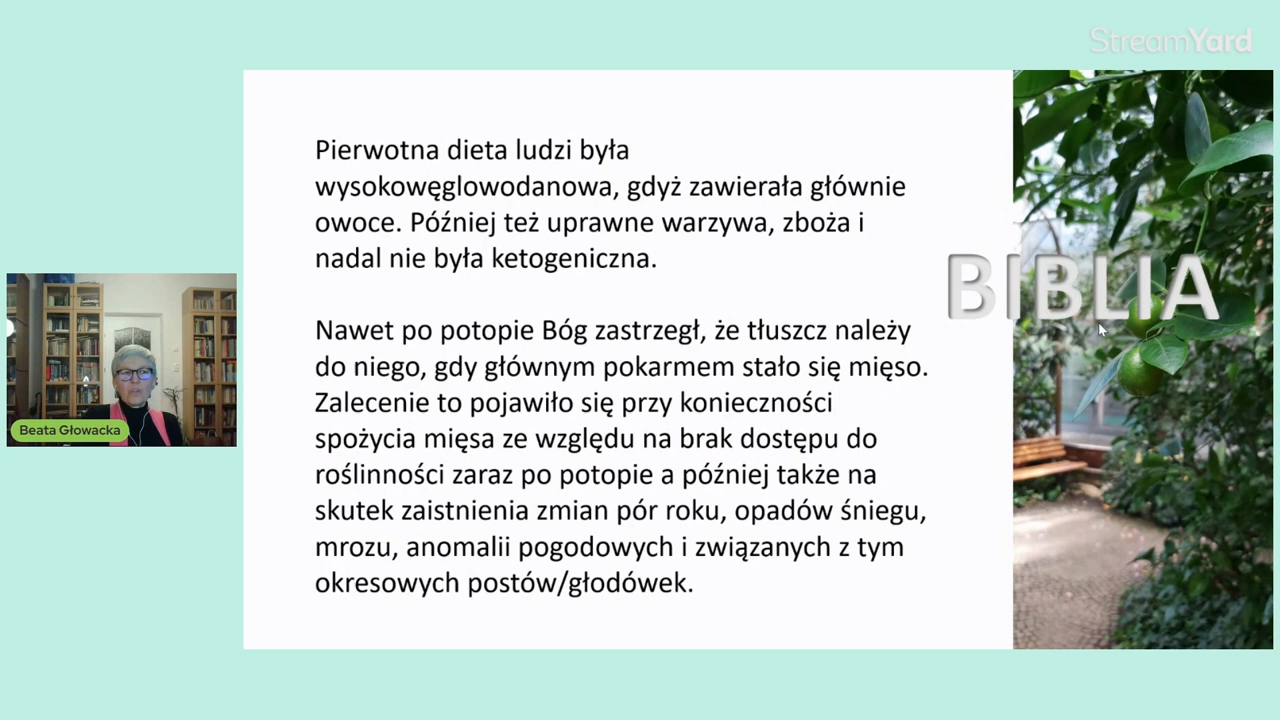 StreamYard
Pierwotna dieta ludzi była
wysokowęglowodanowa, gdyż zawierała głównie
owoce. Później też uprawne warzywa, zboża i
nadal nie była ketogeniczna.
BIBLIA
Nawet po potopie Bóg zastrzegł, że tłuszcz należy
do niego, gdy głównym pokarmem stało się mięso.
Zalecenie to pojawiło się przy konieczności
spożycia mięsa ze względu na brak dostępu do
roślinności zaraz po potopie a później także na
skutek zaistnienia zmian pór roku, opadów śniegu,
mrozu, anomalii pogodowych i związanych z tym
okresowych postów/głodówek.
Beata Głowacka